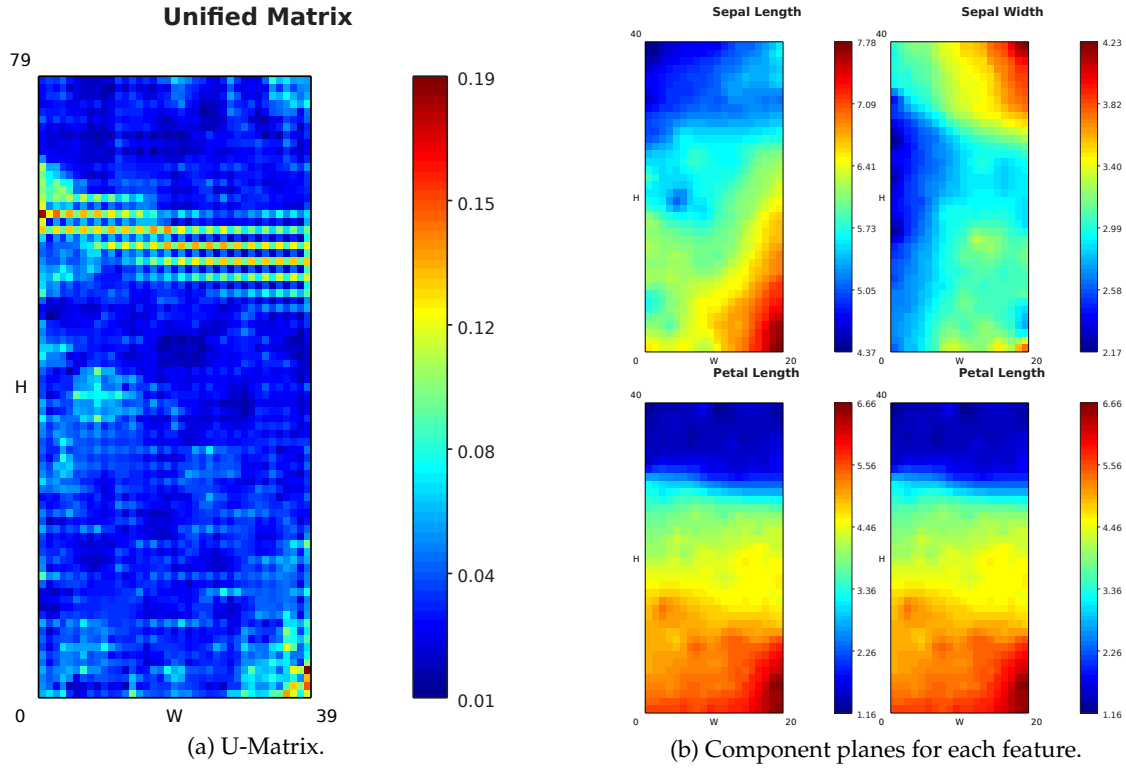 Unified Matrix
79
H
0
W
39
0.19
0.15
0.12
0.08
0.04
0.01
(a) U-Matrix.
Sepal Length
40
H
0
W
20
7.78
7.09
6.41
5.73
5.05
4.37
Sepal Width
4.23
3.82
3.40
2.99
2.58
2.17
0
W
20
Petal Length
40
H
0
W
20
6.66
5.56
4.46
3.36
2.26
1.16
Petal Length
6.66
5.56
4.46
3.36
2.26
1.16
0
W
20
(b) Component planes for each feature.